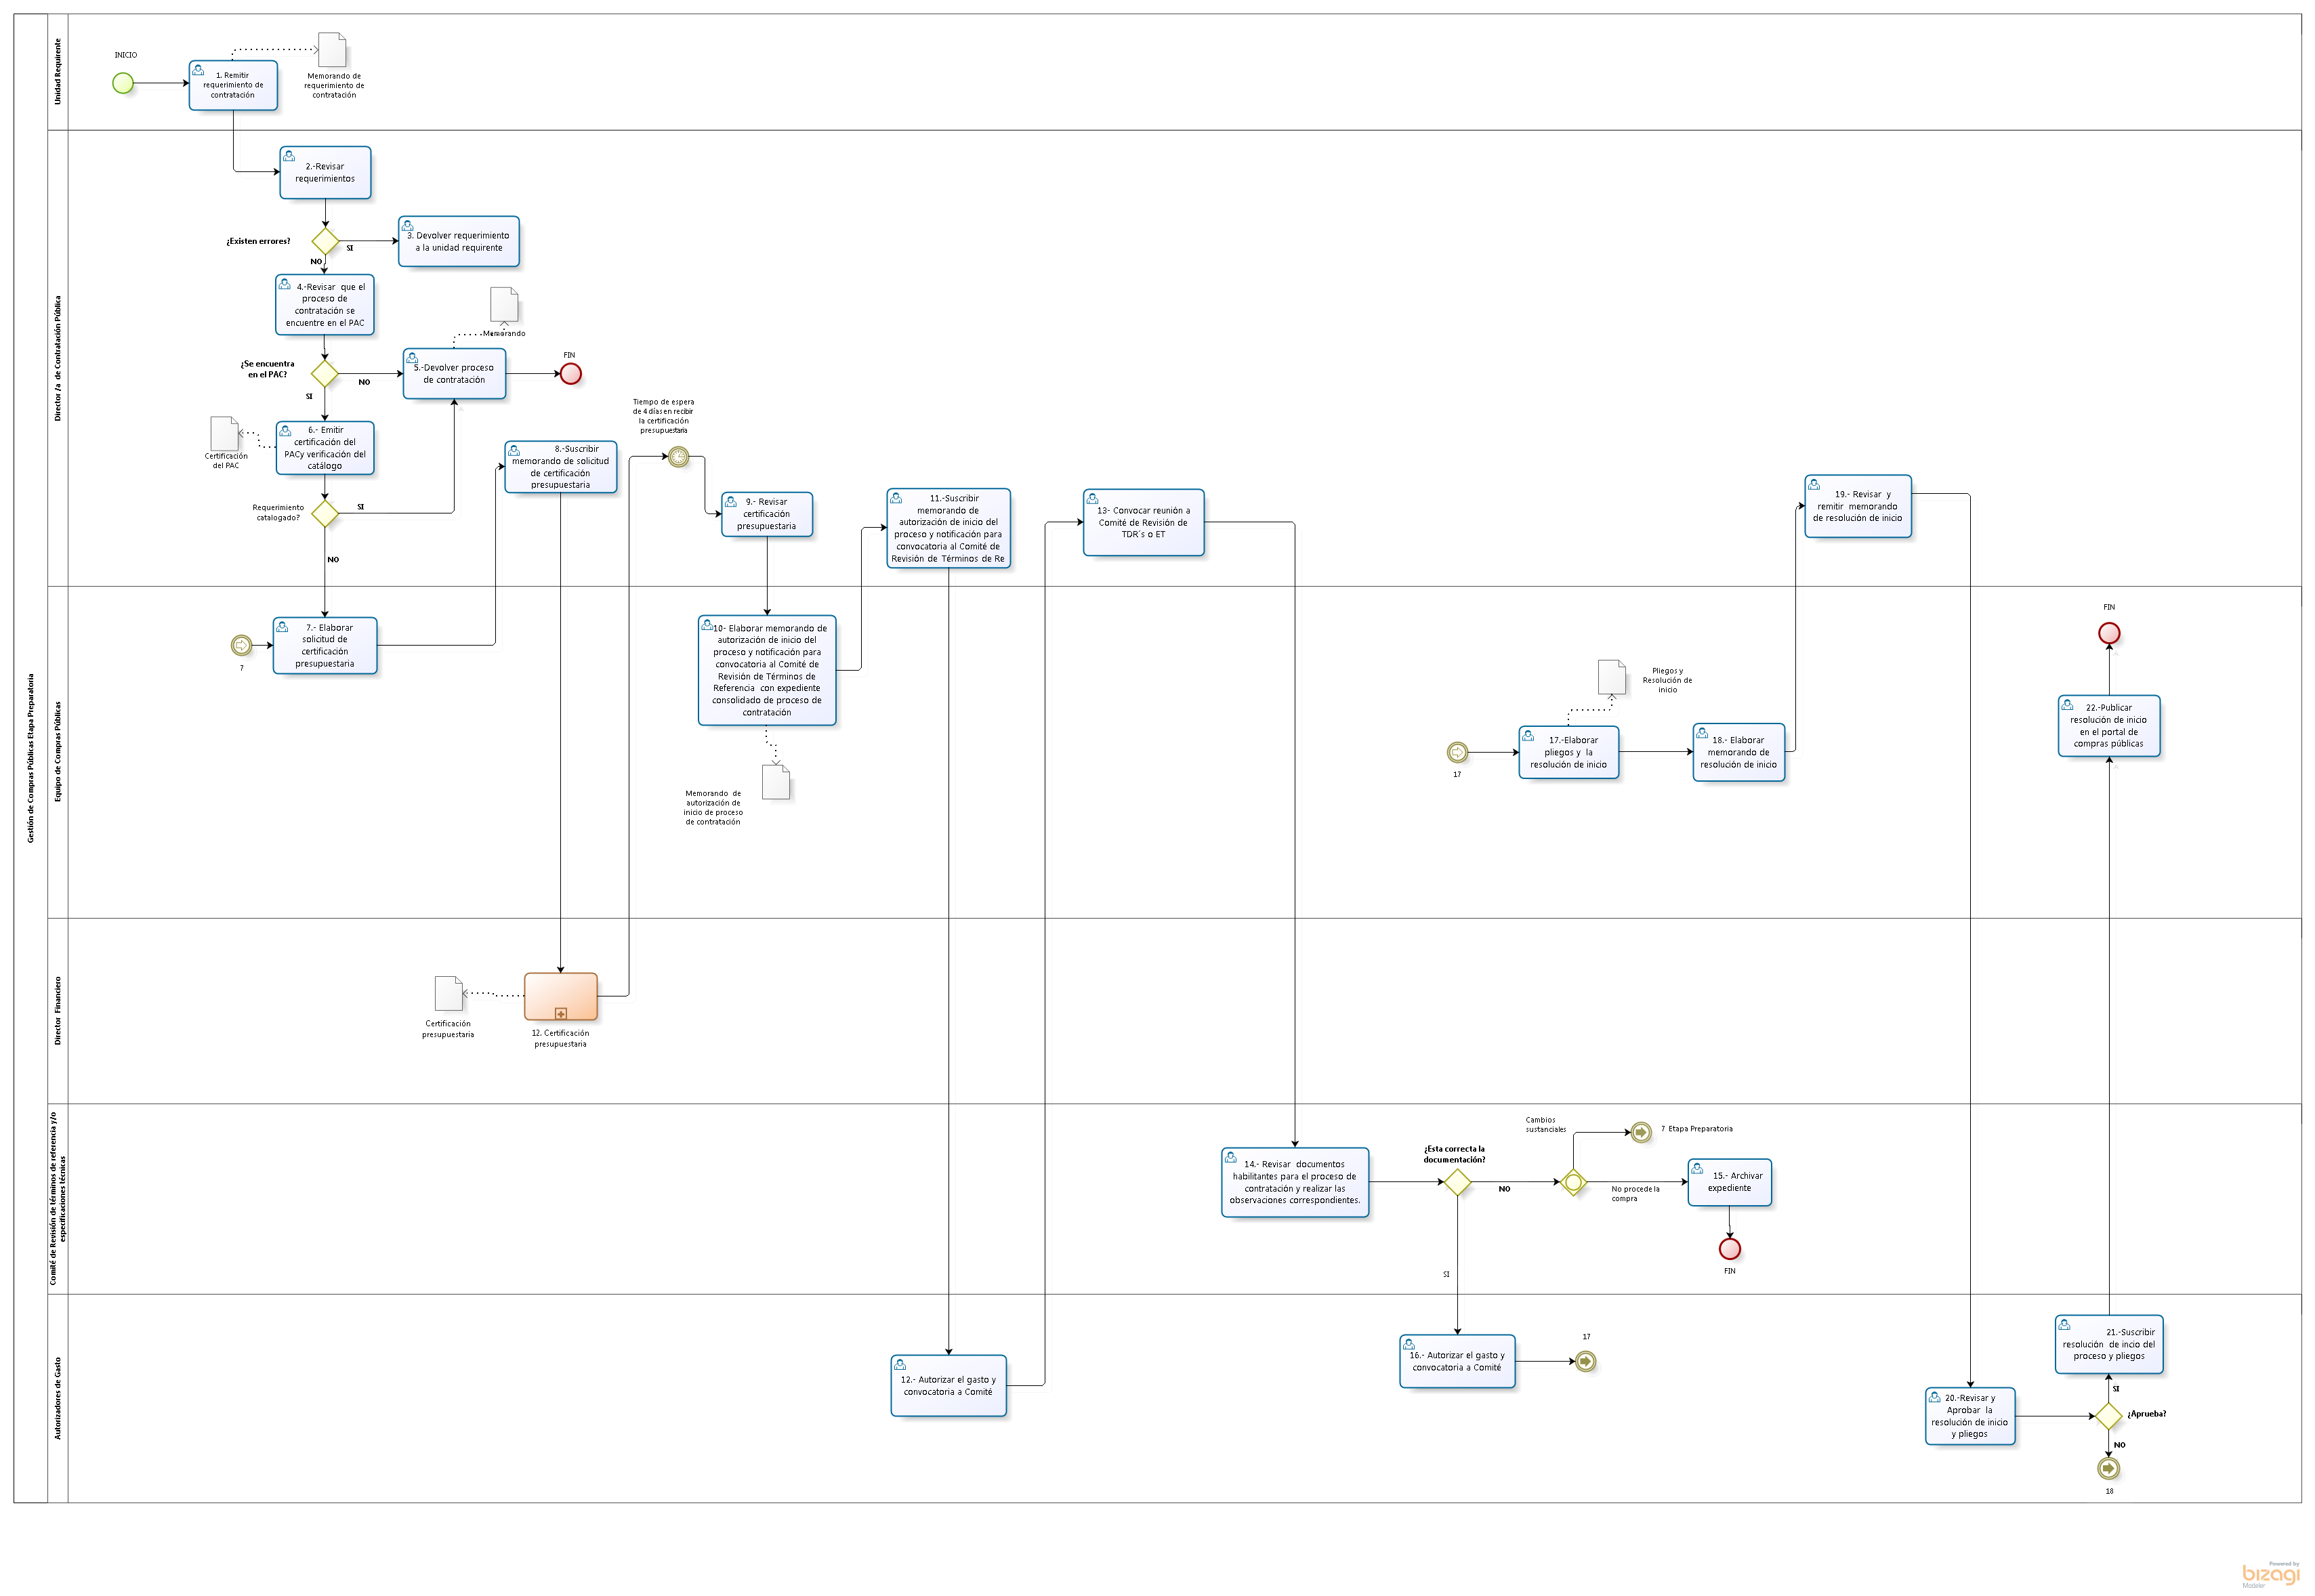 Gestión de Compras Públicas Etapa Preparatoria
Unidad Requirente
INICIO
1. Remitir
requerimiento de
contratación
Memorando de
requerimiento de
contratación
Director /a de Contratación Pública
2.-Revisar
requerimientos
¿Existen errores?
SI
NO
3. Devolver requerimiento
a la unidad requirente
4.-Revisar que el
proceso de
contratación se
encuentre en el PAC
Memorando
¿Se encuentra
en el PAC?
NO
SI
5.-Devolver proceso
de contratación
FIN
6.- Emitir
certificación del
PACy verificación del
catálogo
Certificación
del PAC
Requerimiento
catalogado?
SI
NO
8.-Suscribir
memorando de solicitud
de certificación
presupuestaria
Tiempo de espera
de 4 días en recibir
la certificación
presupuestaria
9.- Revisar
certificación
presupuestaria
11.-Suscribir
memorando de
autorización de inicio del
proceso y notificación para
convocatoria al Comité de
Revisión de Términos de Re
13- Convocar reunión a
Comité de Revisión de
TDR´s o ET
19.- Revisar y
remitir memorando
de resolución de inicio
Equipo de Compras Públicas
7
7.- Elaborar
solicitud de
certificación
presupuestaria
10- Elaborar memorando de
autorización de inicio del
proceso y notificación para
convocatoria al Comité de
Revisión de Términos de
Referencia con expediente
consolidado de proceso de
contratación
Memorando de
autorización de
inicio de proceso
de contratación
17
17.-Elaborar
pliegos y la
resolución de inicio
Pliegos y
Resolución de
inicio
18.- Elaborar
memorando de
resolución de inicio
FIN
22.-Publicar
resolución de inicio
en el portal de
compras públicas
Director Financiero
Certificación
presupuestaria
12. Certificación
presupuestaria
Comité de Revisión de términos de referencia y/o
especificaciones técnicas
14.- Revisar documentos
habilitantes para el proceso de
contratación y realizar las
observaciones correspondientes.
¿Esta correcta la
documentación?
NO
SI
Cambios
sustanciales
7 Etapa Preparatoria
No procede la
compra
15.- Archivar
expediente
FIN
Autorizadores de Gasto
12.- Autorizar el gasto y
convocatoria a Comité
16.- Autorizar el gasto y
convocatoria a Comité
17
20.-Revisar y
Aprobar la
resolución de inicio
y pliegos
¿Aprueba?
SI
NO
18
21.-Suscribir
resolución de incio del
proceso y pliegos
Powered by
bizagi
Modeler